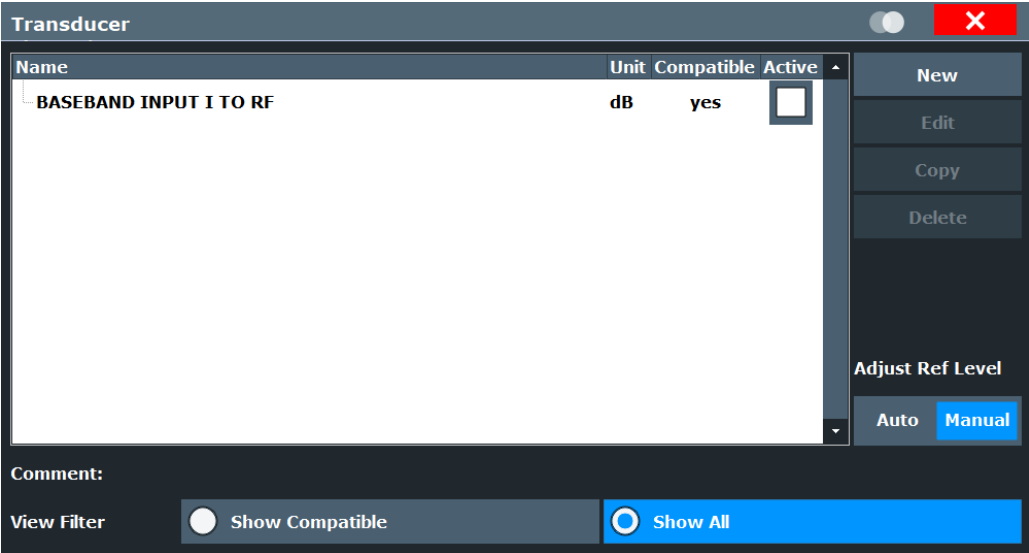 Transducer
Name Unit Compatible Active
BASEBAND INPUT I TO RF dB yes
New
Edit
Copy
Delete
Adjust Ref Level
Auto Manual
Comment:
View Filter Show Compatible Show All